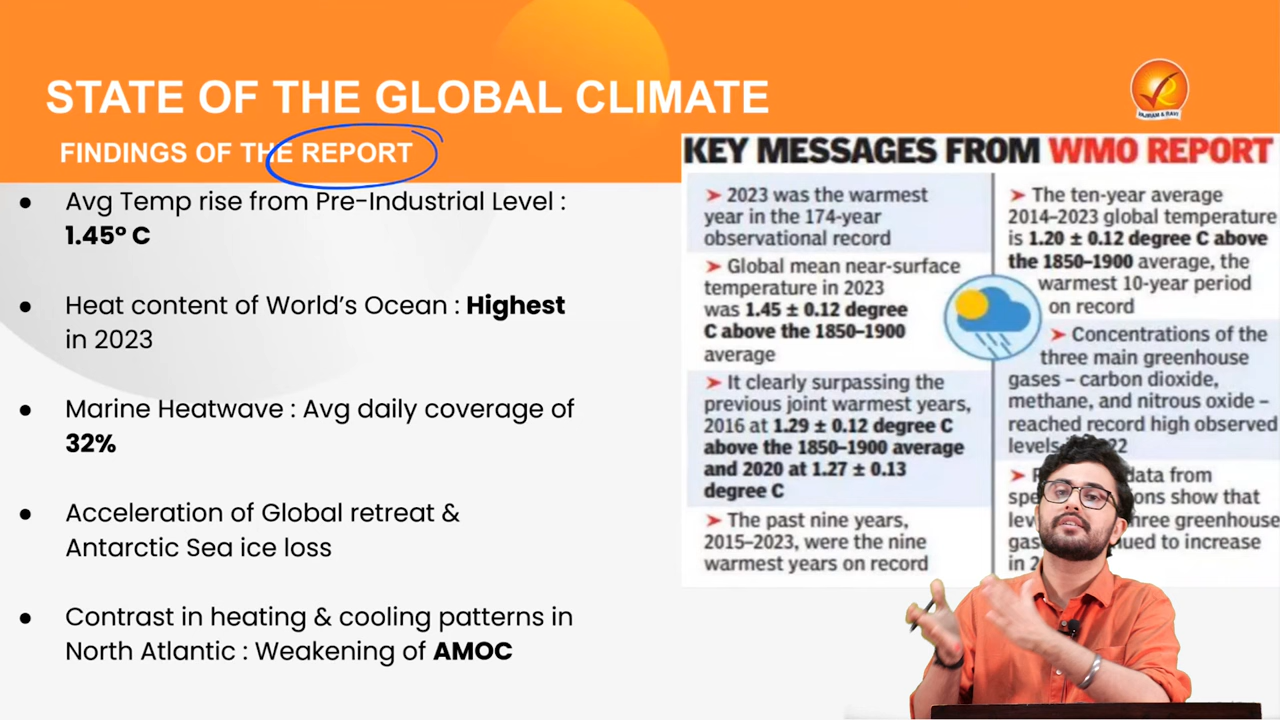 STATE OF THE GLOBAL CLIMATE
FINDINGS OF THE REPORT
● Avg Temp rise from Pre-Industrial Level :
1.45° C
● Heat content of World's Ocean : Highest
in 2023
● Marine Heatwave : Avg daily coverage of
32%
● Acceleration of Global retreat &
Antarctic Sea ice loss
● Contrast in heating & cooling patterns in
North Atlantic : Weakening of AMOC
VAJIRAM & RAVI
KEY MESSAGES FROM WMO REPORT
➤ 2023 was the warmest
year in the 174-year
observational record
➤ Global mean near-surface
temperature in 2023
was 1.45 ± 0.12 degree
C above the 1850–1900
average
➤ It clearly surpassing the
previous joint warmest years,
2016 at 1.29 ± 0.12 degree C
above the 1850–1900 average
and 2020 at 1.27 ± 0.13
degree C
➤ The past nine years,
2015–2023, were the nine
warmest years on record
➤ The ten-year average
2014–2023 global temperature
is 1.20 ± 0.12 degree C above
the 1850–1900 average, the
warmest 10-year period
on record
➤ Concentrations of the
three main greenhouse
gases – carbon dioxide,
methane, and nitrous oxide –
reached record high observed
levels
➤ data from
show that
greenhouse
to increase
in